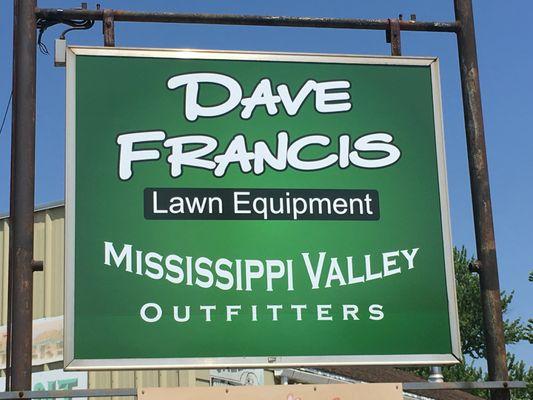 DAVE
FRANCIS
Lawn Equipment
MISSISSIPPI VALLEY
OUTFITTERS